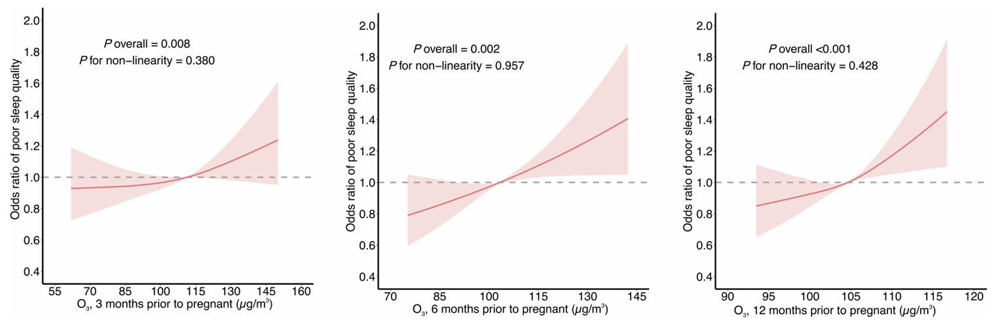 Odds ratio of poor sleep quality
2.0
1.8
1.6
1.4
1.2
1.0
0.8
0.6
0.4
P overall = 0.008
P for non−linearity = 0.380
55 70 85 100 115 130 145 160
O₃, 3 months prior to pregnant (µg/m³)
Odds ratio of poor sleep quality
2.0
1.8
1.6
1.4
1.2
1.0
0.8
0.6
0.4
P overall = 0.002
P for non−linearity = 0.957
70 85 100 115 130 145
O₃, 6 months prior to pregnant (µg/m³)
Odds ratio of poor sleep quality
2.0
1.8
1.6
1.4
1.2
1.0
0.8
0.6
0.4
P overall <0.001
P for non−linearity = 0.428
90 95 100 105 110 115 120
O₃, 12 months prior to pregnant (µg/m³)